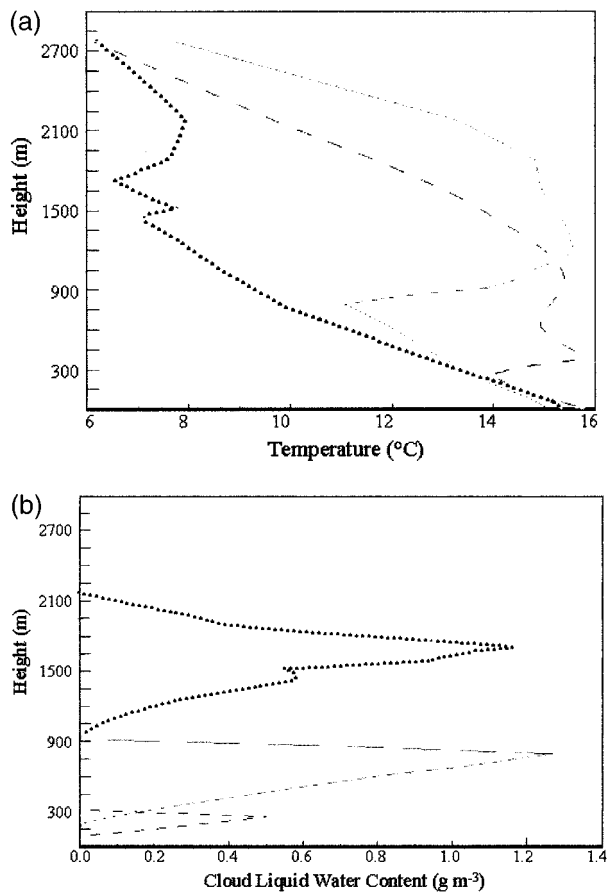 (a)
2700
2100
1500
900
300
Height (m)
6 8 10 12 14 16
Temperature (°C)
(b)
2700
2100
1500
900
300
Height (m)
0.0 0.2 0.4 0.6 0.8 1.0 1.2 1.4
Cloud Liquid Water Content (g m-3)